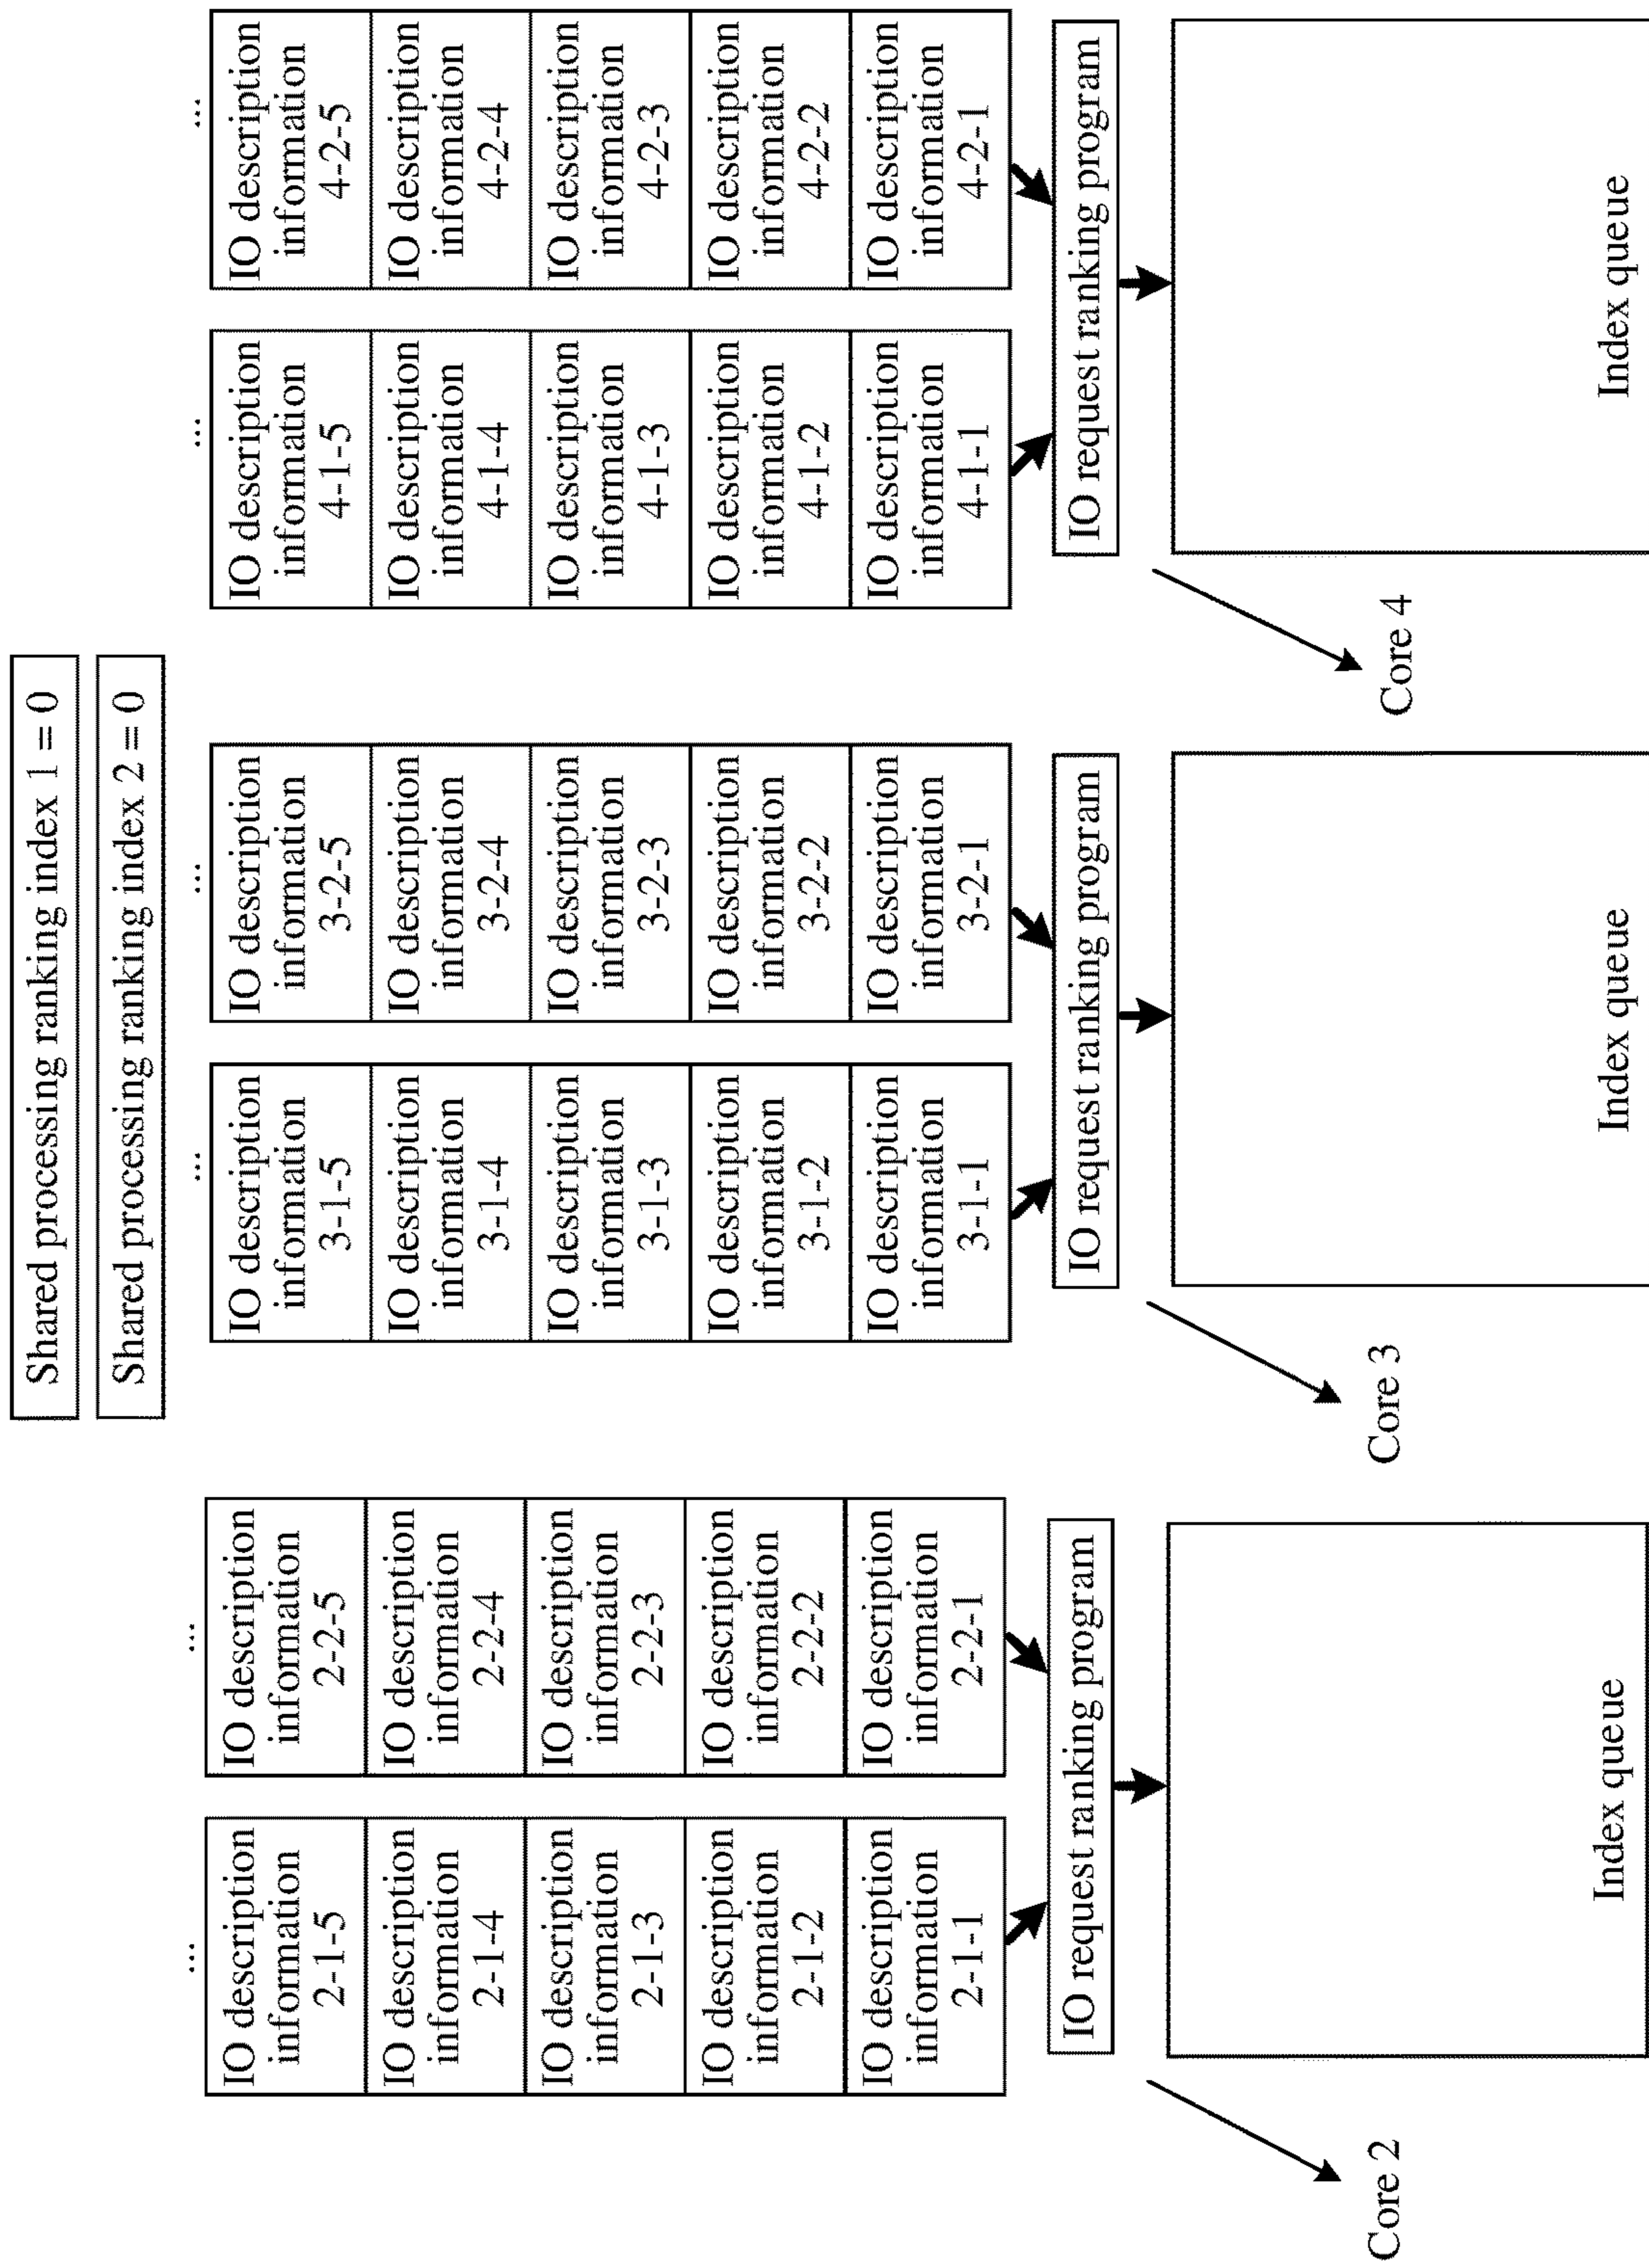 Shared processing ranking index 1 = 0
Shared processing ranking index 2 = 0
...
IO description
information
2-1-5
IO description
information
2-1-4
IO description
information
2-1-3
IO description
information
2-1-2
IO description
information
2-1-1
...
IO description
information
2-2-5
IO description
information
2-2-4
IO description
information
2-2-3
IO description
information
2-2-2
IO description
information
2-2-1
IO request ranking program
Core 2
Index queue
...
IO description
information
3-1-5
IO description
information
3-1-4
IO description
information
3-1-3
IO description
information
3-1-2
IO description
information
3-1-1
...
IO description
information
3-2-5
IO description
information
3-2-4
IO description
information
3-2-3
IO description
information
3-2-2
IO description
information
3-2-1
IO request ranking program
Core 3
Index queue
...
IO description
information
4-1-5
IO description
information
4-1-4
IO description
information
4-1-3
IO description
information
4-1-2
IO description
information
4-1-1
...
IO description
information
4-2-5
IO description
information
4-2-4
IO description
information
4-2-3
IO description
information
4-2-2
IO description
information
4-2-1
IO request ranking program
Core 4
Index queue